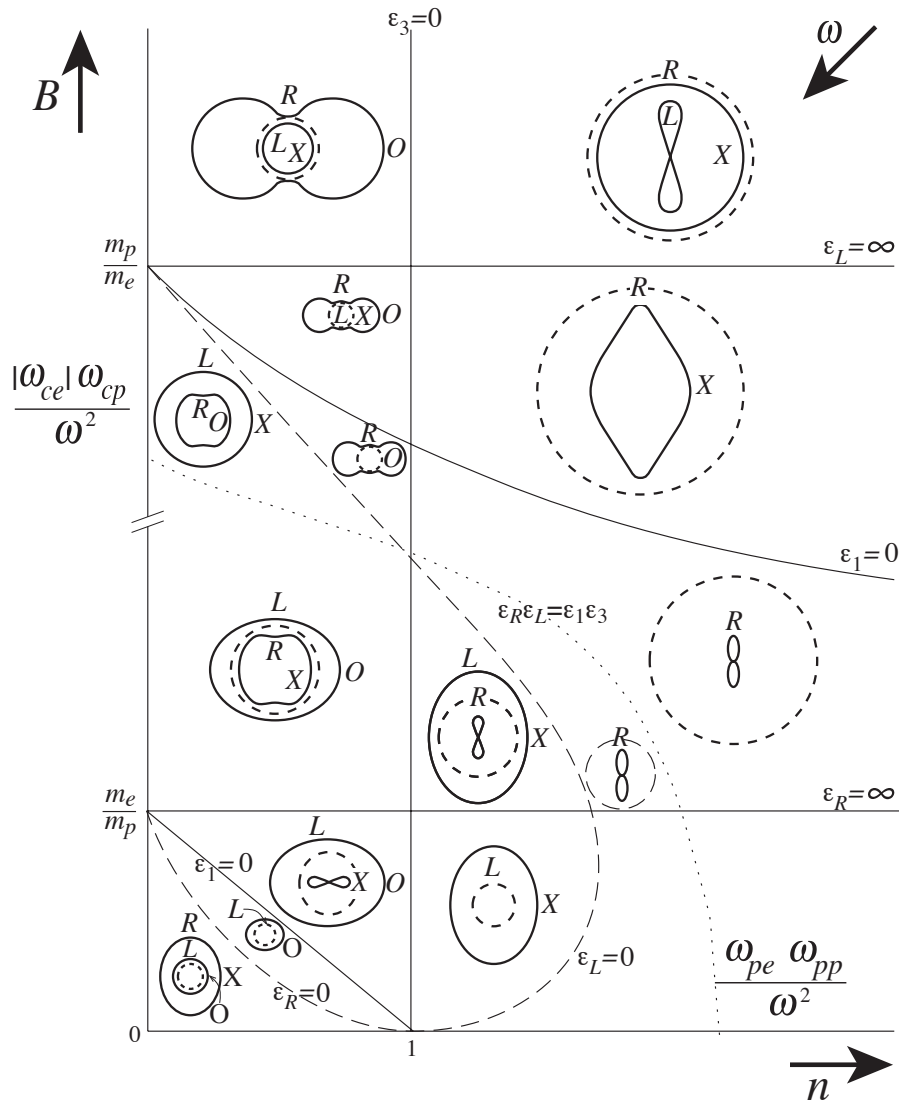 ε₃=0
ω
B
R
L X O
R
L X
m_p
m_e
ε_L=∞
R
L X O
R
X
|ω_ce| ω_cp
ω²
L
R O X
R
O
ε₁=0
ε_Rε_L=ε₁ε₃
L
R
X O
R
L
R
X
R
m_e
m_p
ε_R=∞
ε₁=0
L
X O
L
X
L
O
R
L
X
O
ε_R=0
ε_L=0
ω_pe ω_pp
ω²
0
1
n